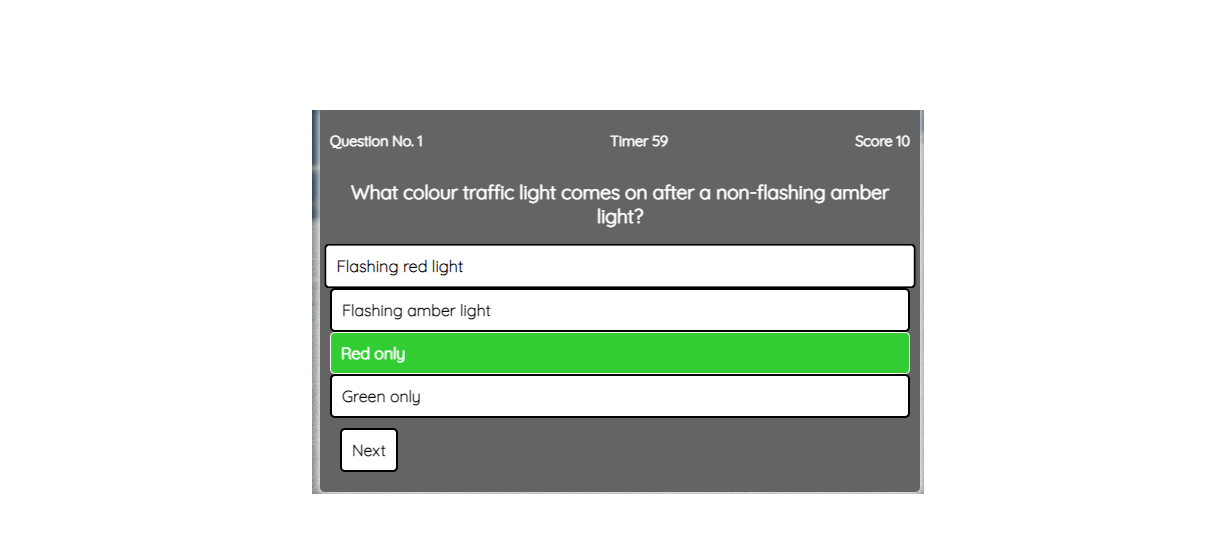 Question No. 1
Timer 59
Score 10
What colour traffic light comes on after a non-flashing amber
light?
Flashing red light
Flashing amber light
Red only
Green only
Next